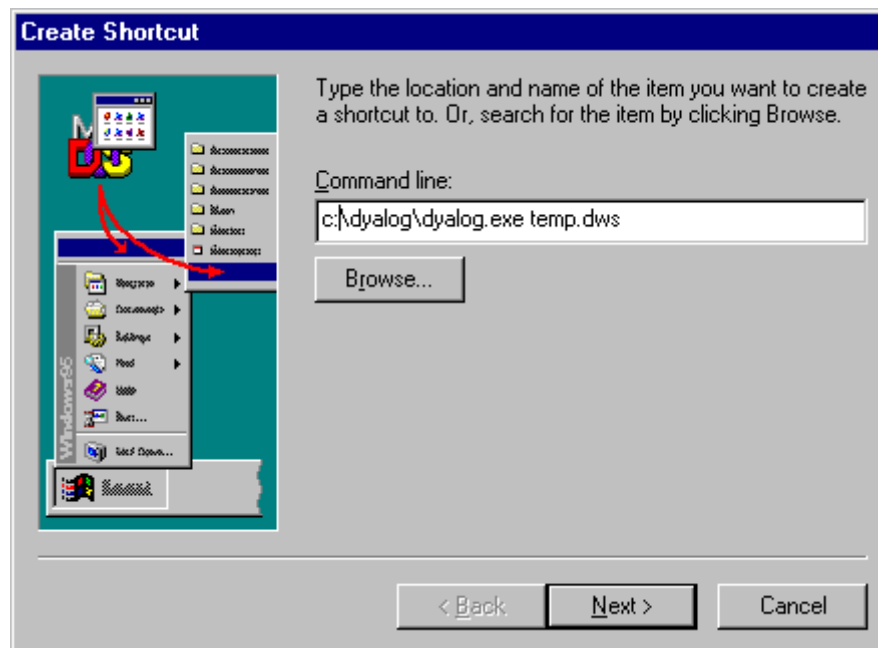 Create Shortcut
Type the location and name of the item you want to create
a shortcut to. Or, search for the item by clicking Browse.
Command line:
c:\dyalog\dyalog.exe temp.dws
Browse...
Windows95
< Back
Next >
Cancel